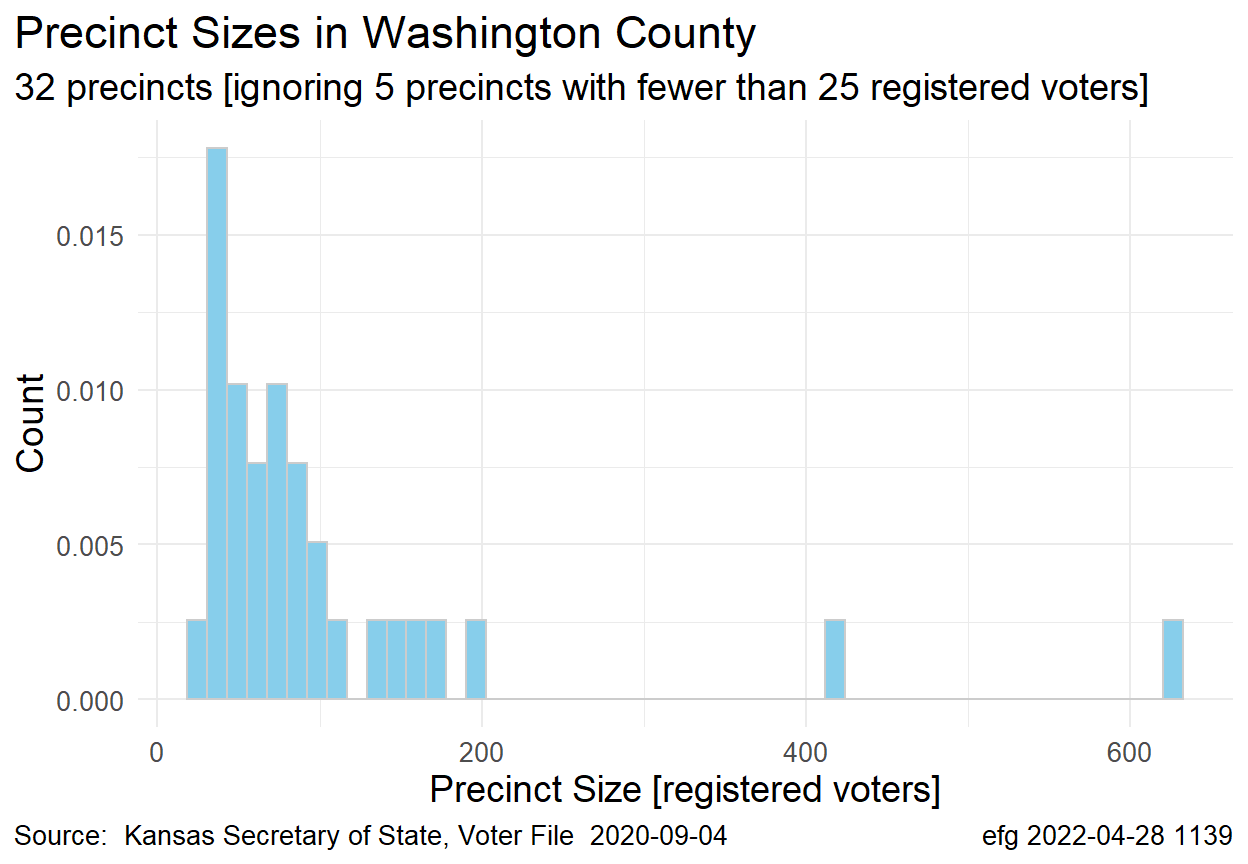 Precinct Sizes in Washington County
32 precincts [ignoring 5 precincts with fewer than 25 registered voters]
0.015
0.010
0.005
0.000
Count
0 200 400 600
Precinct Size [registered voters]
Source:  Kansas Secretary of State, Voter File  2020-09-04 efg 2022-04-28 1139